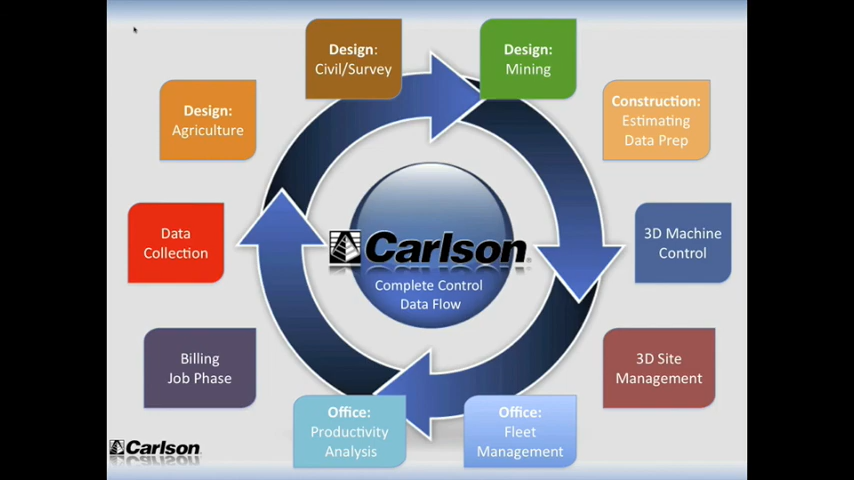 Design:
Civil/Survey
Design:
Mining
Design:
Agriculture
Construction:
Estimating
Data Prep
Data
Collection
Carlson
Complete Control
Data Flow
3D Machine
Control
Billing
Job Phase
3D Site
Management
Office:
Productivity
Analysis
Office:
Fleet
Management
Carlson